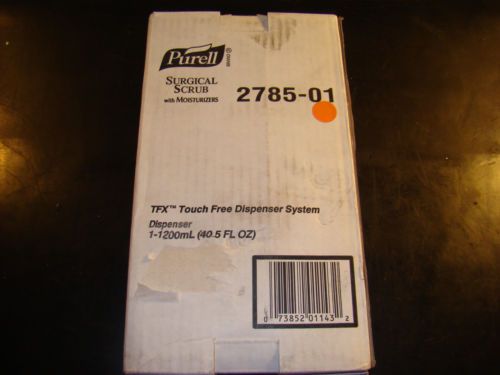 Purell
SURGICAL SCRUB
with MOISTURIZERS
2785-01
TFX™ Touch Free Dispenser System
Dispenser
1-1200mL (40.5 FL OZ)
0 73852 01143 2